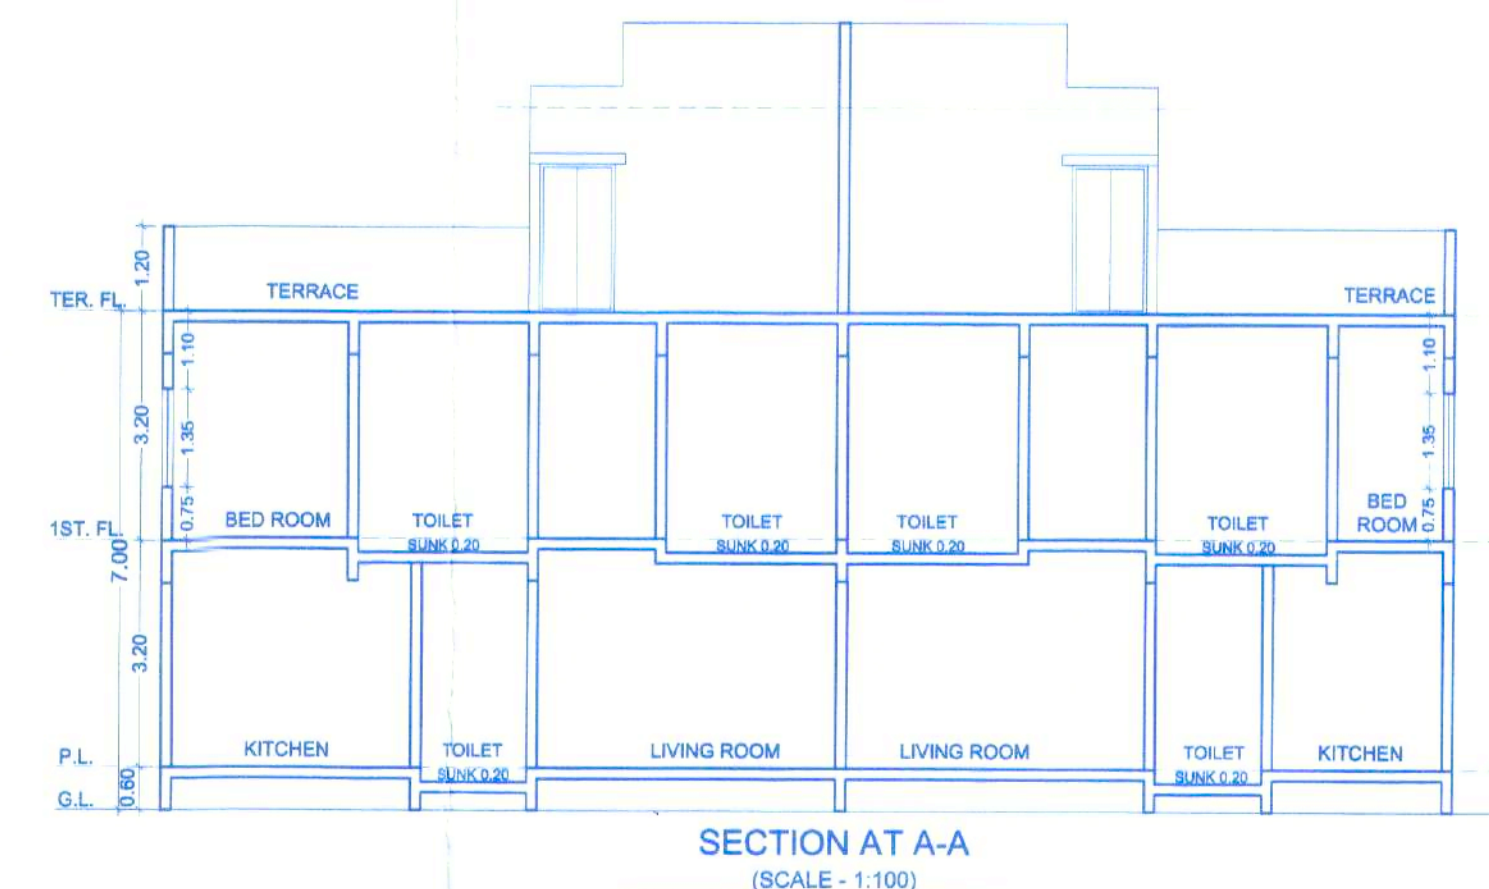 1.20
TER. FL.
TERRACE
TERRACE
1.10
1.10
3.20
1.35
1.35
0.75
0.75
BED ROOM
TOILET
TOILET
TOILET
TOILET
BED
ROOM
1ST. FL.
SUNK 0.20
SUNK 0.20
SUNK 0.20
SUNK 0.20
7.00
3.20
P.L.
KITCHEN
TOILET
LIVING ROOM
LIVING ROOM
TOILET
KITCHEN
SUNK 0.20
SUNK 0.20
0.60
G.L.
SECTION AT A-A
(SCALE - 1:100)